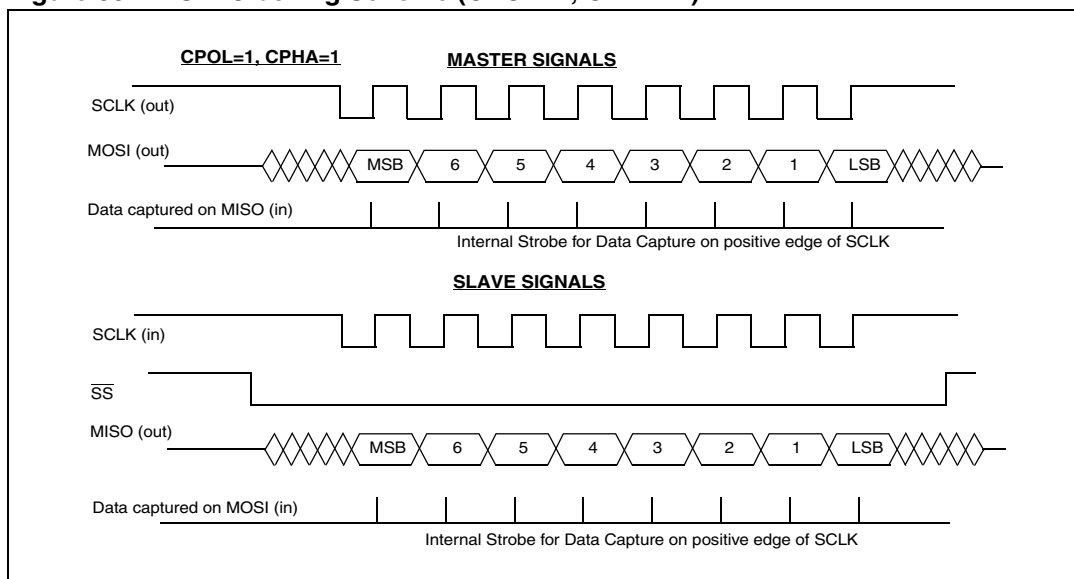 CPOL=1, CPHA=1
MASTER SIGNALS
SCLK (out)
MOSI (out)
MSB 6 5 4 3 2 1 LSB
Data captured on MISO (in)
Internal Strobe for Data Capture on positive edge of SCLK
SLAVE SIGNALS
SCLK (in)
SS
MISO (out)
MSB 6 5 4 3 2 1 LSB
Data captured on MOSI (in)
Internal Strobe for Data Capture on positive edge of SCLK